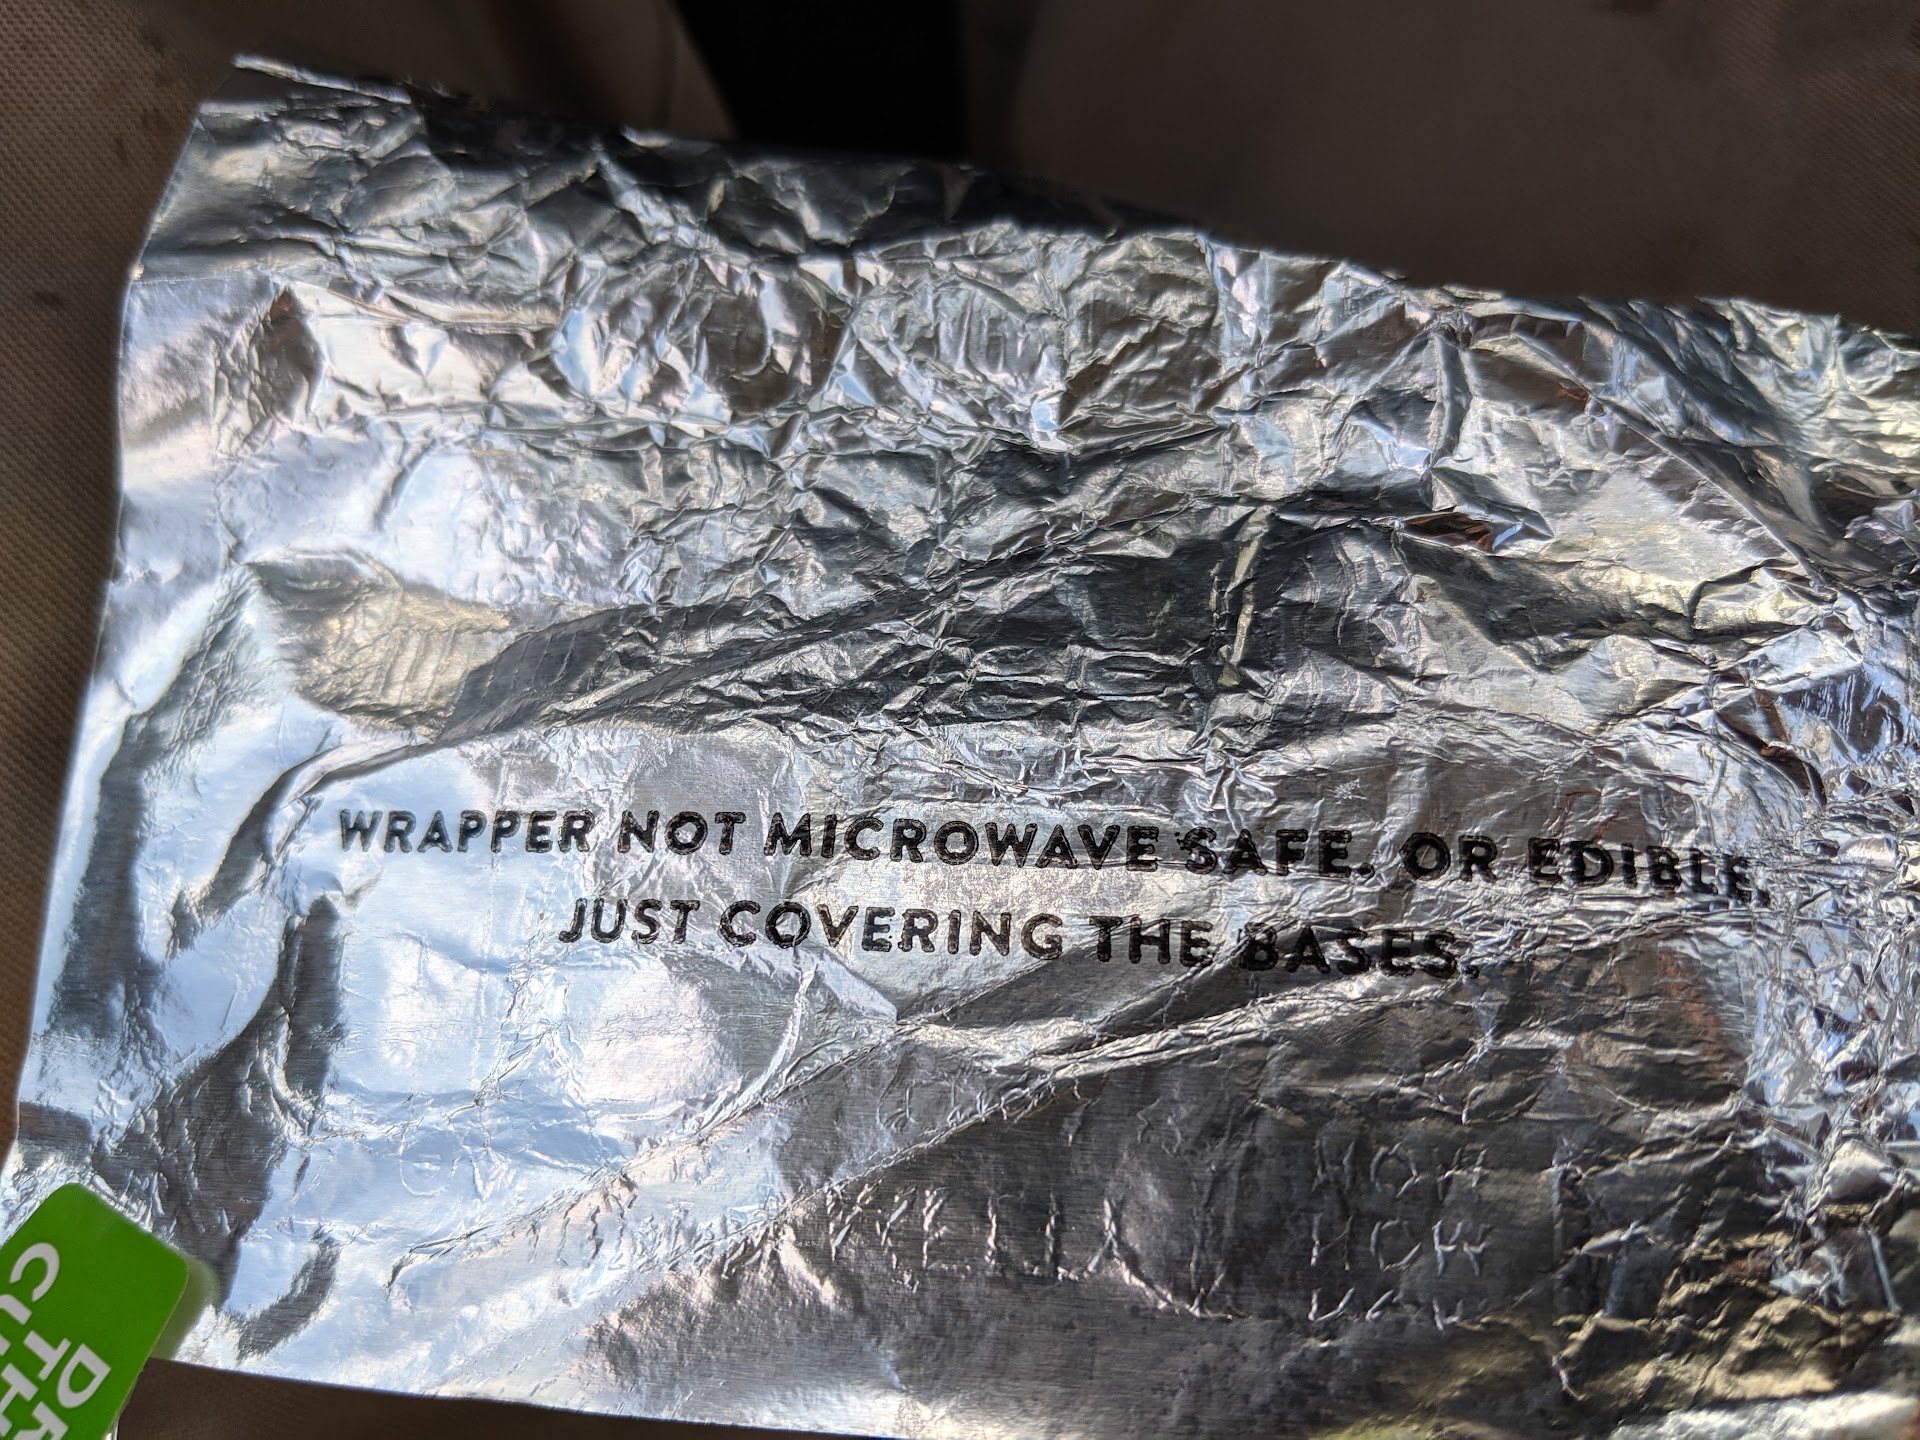 WRAPPER NOT MICROWAVE SAFE. OR EDIBLE.
JUST COVERING THE BASES.